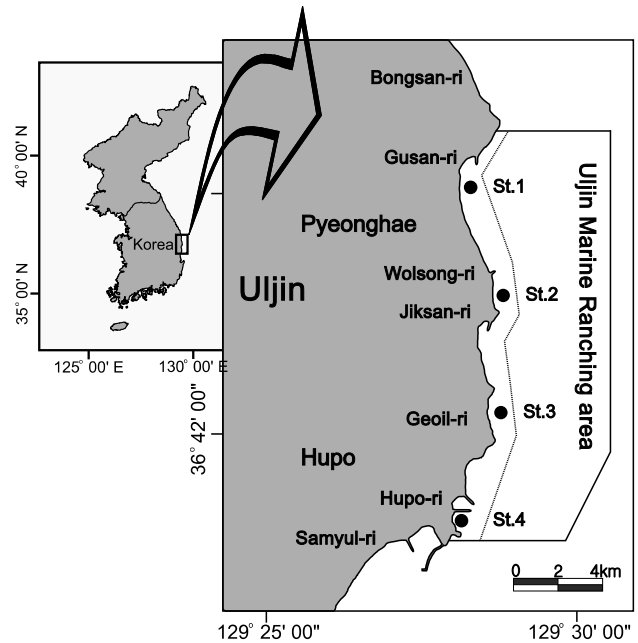 Bongsan-ri
40° 00' N
Gusan-ri
St.1
Pyeonghae
Korea
Wolsong-ri
Uljin
St.2
35° 00' N
Jiksan-ri
Uljin Marine Ranching area
125° 00' E
130° 00' E
St.3
Geoil-ri
36° 42' 00"
Hupo
Hupo-ri
St.4
Samyul-ri
0 2 4km
129° 25' 00"
129° 30' 00"